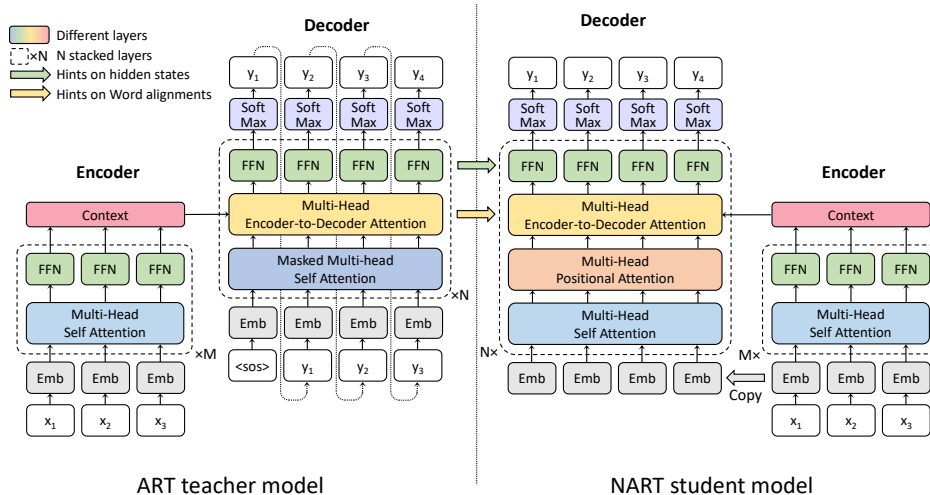 Different layers
×N N stacked layers
Hints on hidden states
Hints on Word alignments
Decoder
y1 y2 y3 y4
Soft Max Soft Max Soft Max Soft Max
FFN FFN FFN FFN
Encoder
Context
Multi-Head
Encoder-to-Decoder Attention
FFN FFN FFN
Masked Multi-head
Self Attention
×N
Multi-Head
Self Attention
×M
Emb Emb Emb Emb
<sos> y1 y2 y3
Emb Emb Emb
x1 x2 x3
ART teacher model
Decoder
y1 y2 y3 y4
Soft Max Soft Max Soft Max Soft Max
FFN FFN FFN FFN
Encoder
Multi-Head
Encoder-to-Decoder Attention
Context
Multi-Head
Positional Attention
FFN FFN FFN
Multi-Head
Self Attention
N×
Multi-Head
Self Attention
M×
Emb Emb Emb Emb
Copy
Emb Emb Emb
x1 x2 x3
NART student model